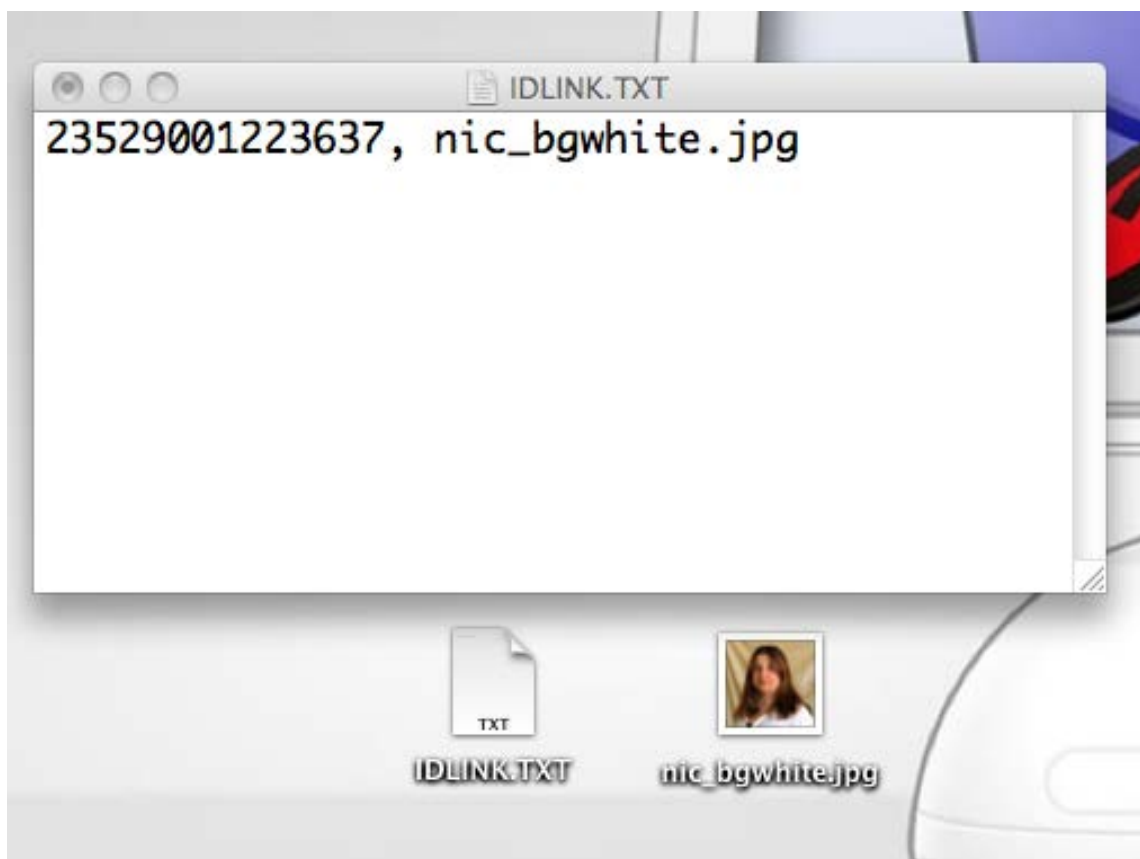 IDLINK.TXT
23529001223637, nic_bgwhite.jpg
TXT
IDLINK.TXT
nic_bgwhite.jpg